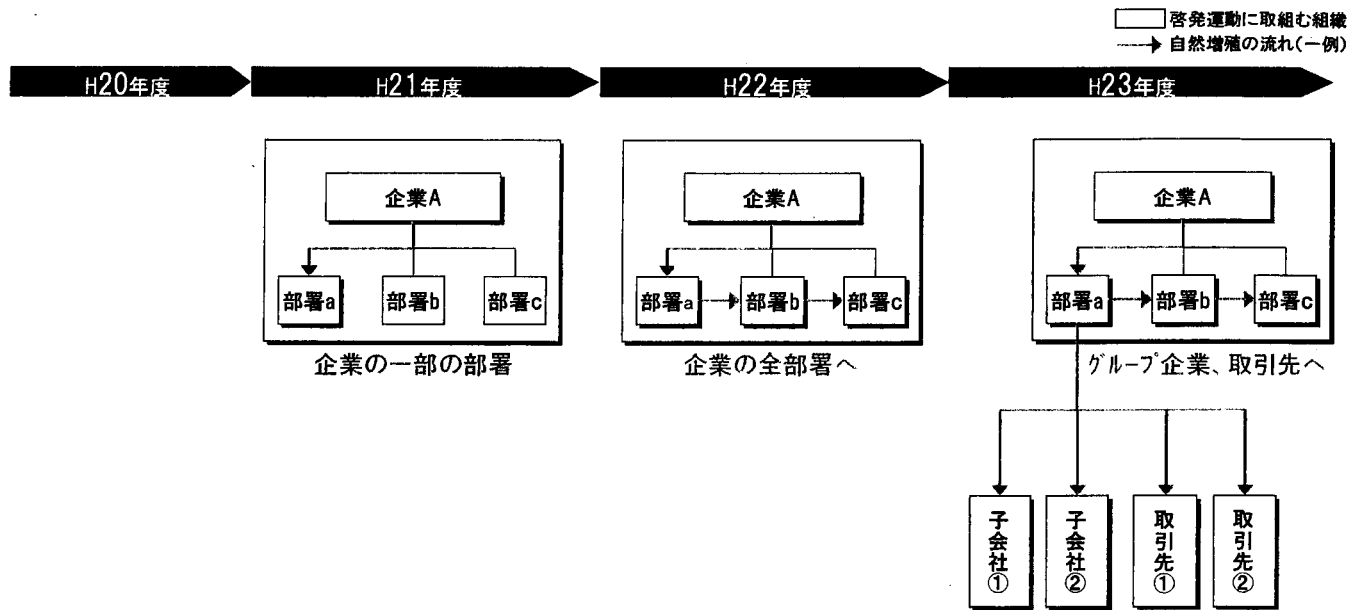 啓発運動に取組む組織
自然増殖の流れ(一例)
H20年度
H21年度
H22年度
H23年度
企業A
部署a
部署b
部署c
企業の一部の部署
企業A
部署a
部署b
部署c
企業の全部署へ
企業A
部署a
部署b
部署c
グループ企業、取引先へ
子会社①
子会社②
取引先①
取引先②